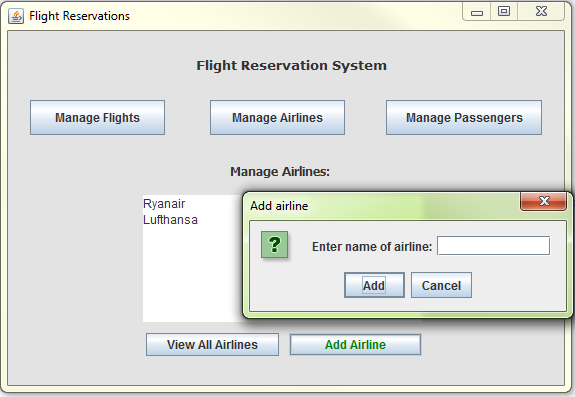 Flight Reservations
Flight Reservation System
Manage Flights
Manage Airlines
Manage Passengers
Manage Airlines:
Ryanair
Lufthansa
Add airline
?
Enter name of airline:
Add
Cancel
View All Airlines
Add Airline